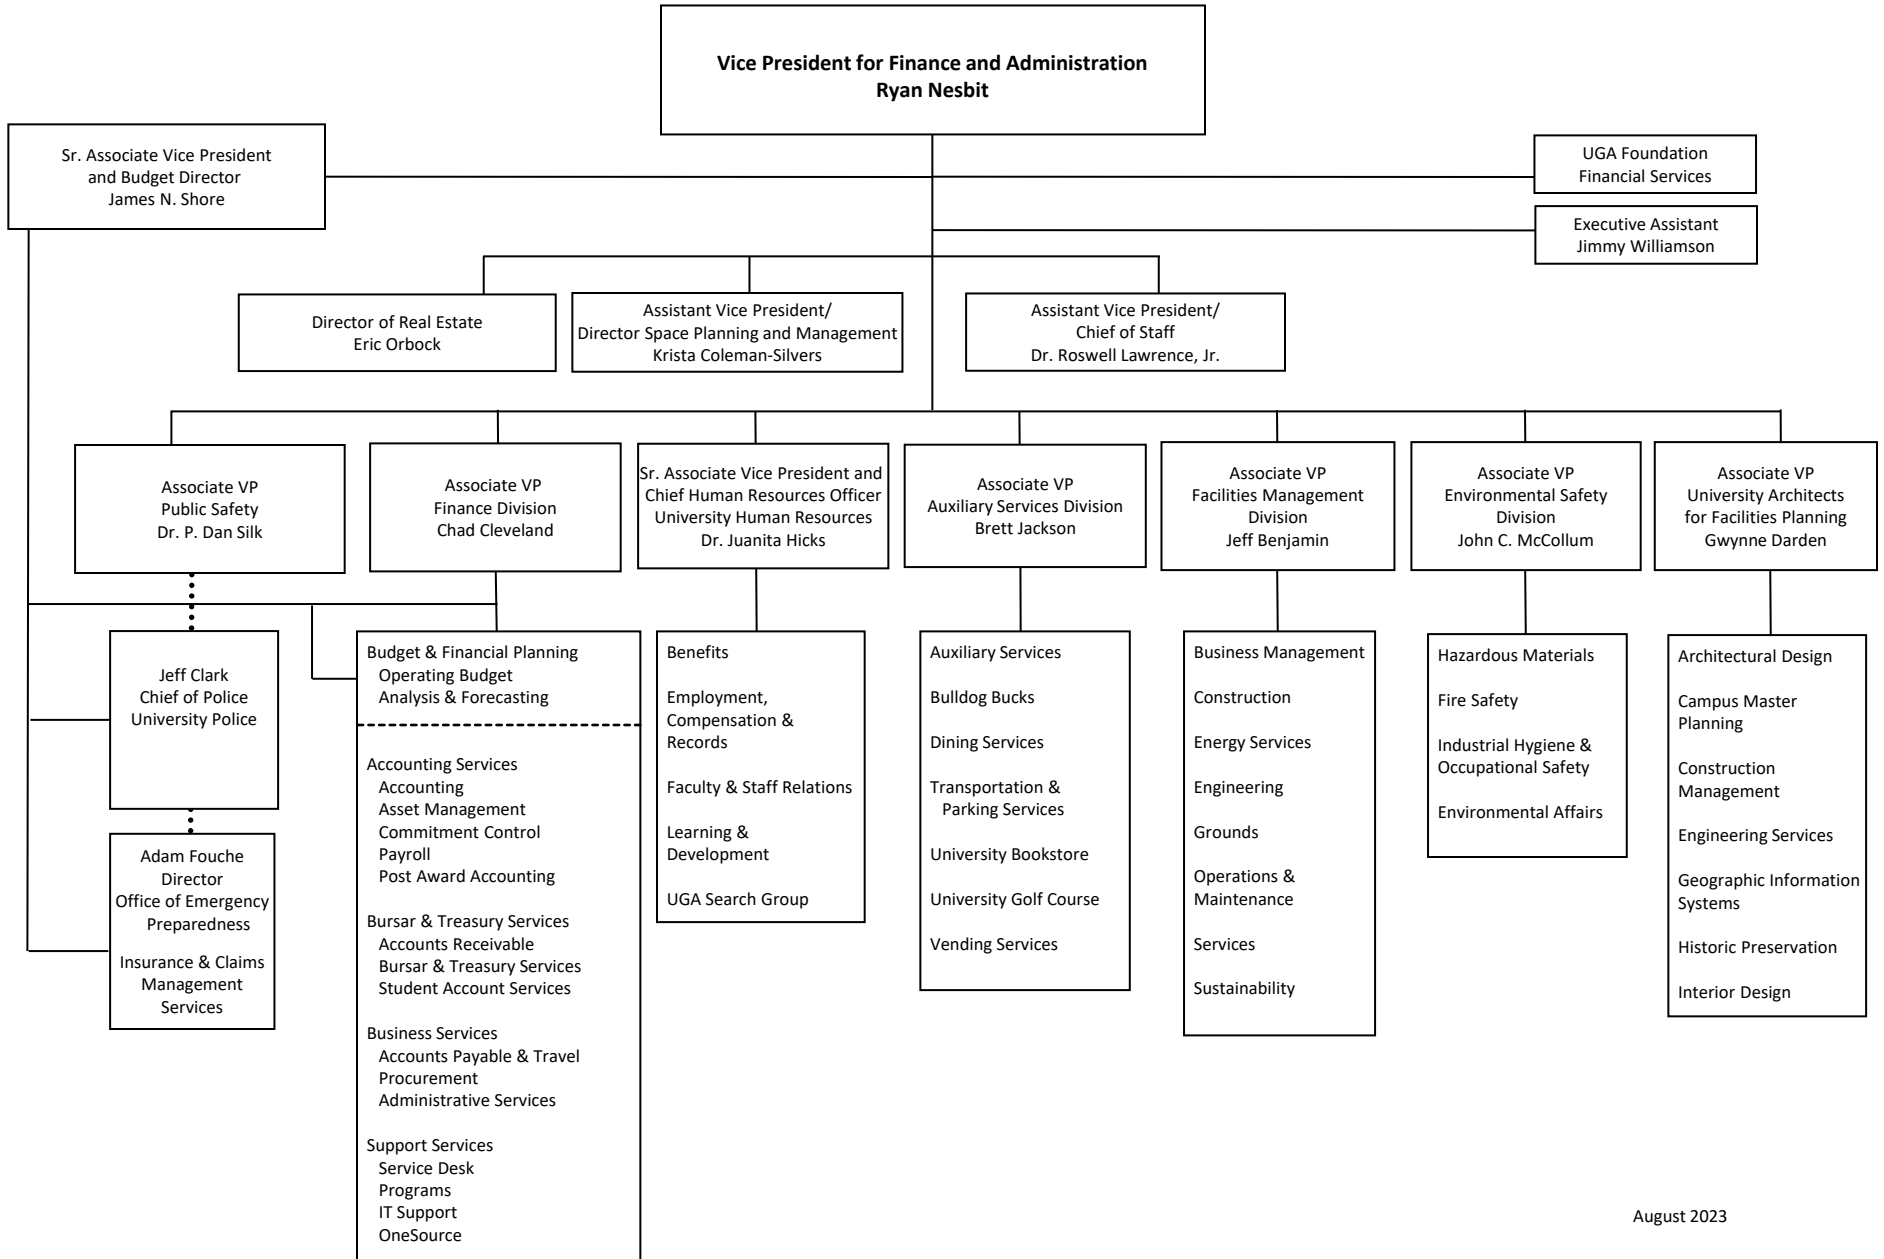 Vice President for Finance and Administration
Ryan Nesbit
Sr. Associate Vice President
and Budget Director
James N. Shore
UGA Foundation
Financial Services
Executive Assistant
Jimmy Williamson
Director of Real Estate
Eric Orbock
Assistant Vice President/
Director Space Planning and Management
Krista Coleman-Silvers
Assistant Vice President/
Chief of Staff
Dr. Roswell Lawrence, Jr.
Associate VP
Public Safety
Dr. P. Dan Silk
Associate VP
Finance Division
Chad Cleveland
Sr. Associate Vice President and
Chief Human Resources Officer
University Human Resources
Dr. Juanita Hicks
Associate VP
Auxiliary Services Division
Brett Jackson
Associate VP
Facilities Management
Division
Jeff Benjamin
Associate VP
Environmental Safety
Division
John C. McCollum
Associate VP
University Architects
for Facilities Planning
Gwynne Darden
Jeff Clark
Chief of Police
University Police
Adam Fouche
Director
Office of Emergency
Preparedness
Insurance & Claims
Management
Services
Budget & Financial Planning
Operating Budget
Analysis & Forecasting
Accounting Services
Accounting
Asset Management
Commitment Control
Payroll
Post Award Accounting
Bursar & Treasury Services
Accounts Receivable
Bursar & Treasury Services
Student Account Services
Business Services
Accounts Payable & Travel
Procurement
Administrative Services
Support Services
Service Desk
Programs
IT Support
OneSource
Benefits
Employment,
Compensation &
Records
Faculty & Staff Relations
Learning &
Development
UGA Search Group
Auxiliary Services
Bulldog Bucks
Dining Services
Transportation &
Parking Services
University Bookstore
University Golf Course
Vending Services
Business Management
Construction
Energy Services
Engineering
Grounds
Operations &
Maintenance
Services
Sustainability
Hazardous Materials
Fire Safety
Industrial Hygiene &
Occupational Safety
Environmental Affairs
Architectural Design
Campus Master
Planning
Construction
Management
Engineering Services
Geographic Information
Systems
Historic Preservation
Interior Design
August 2023